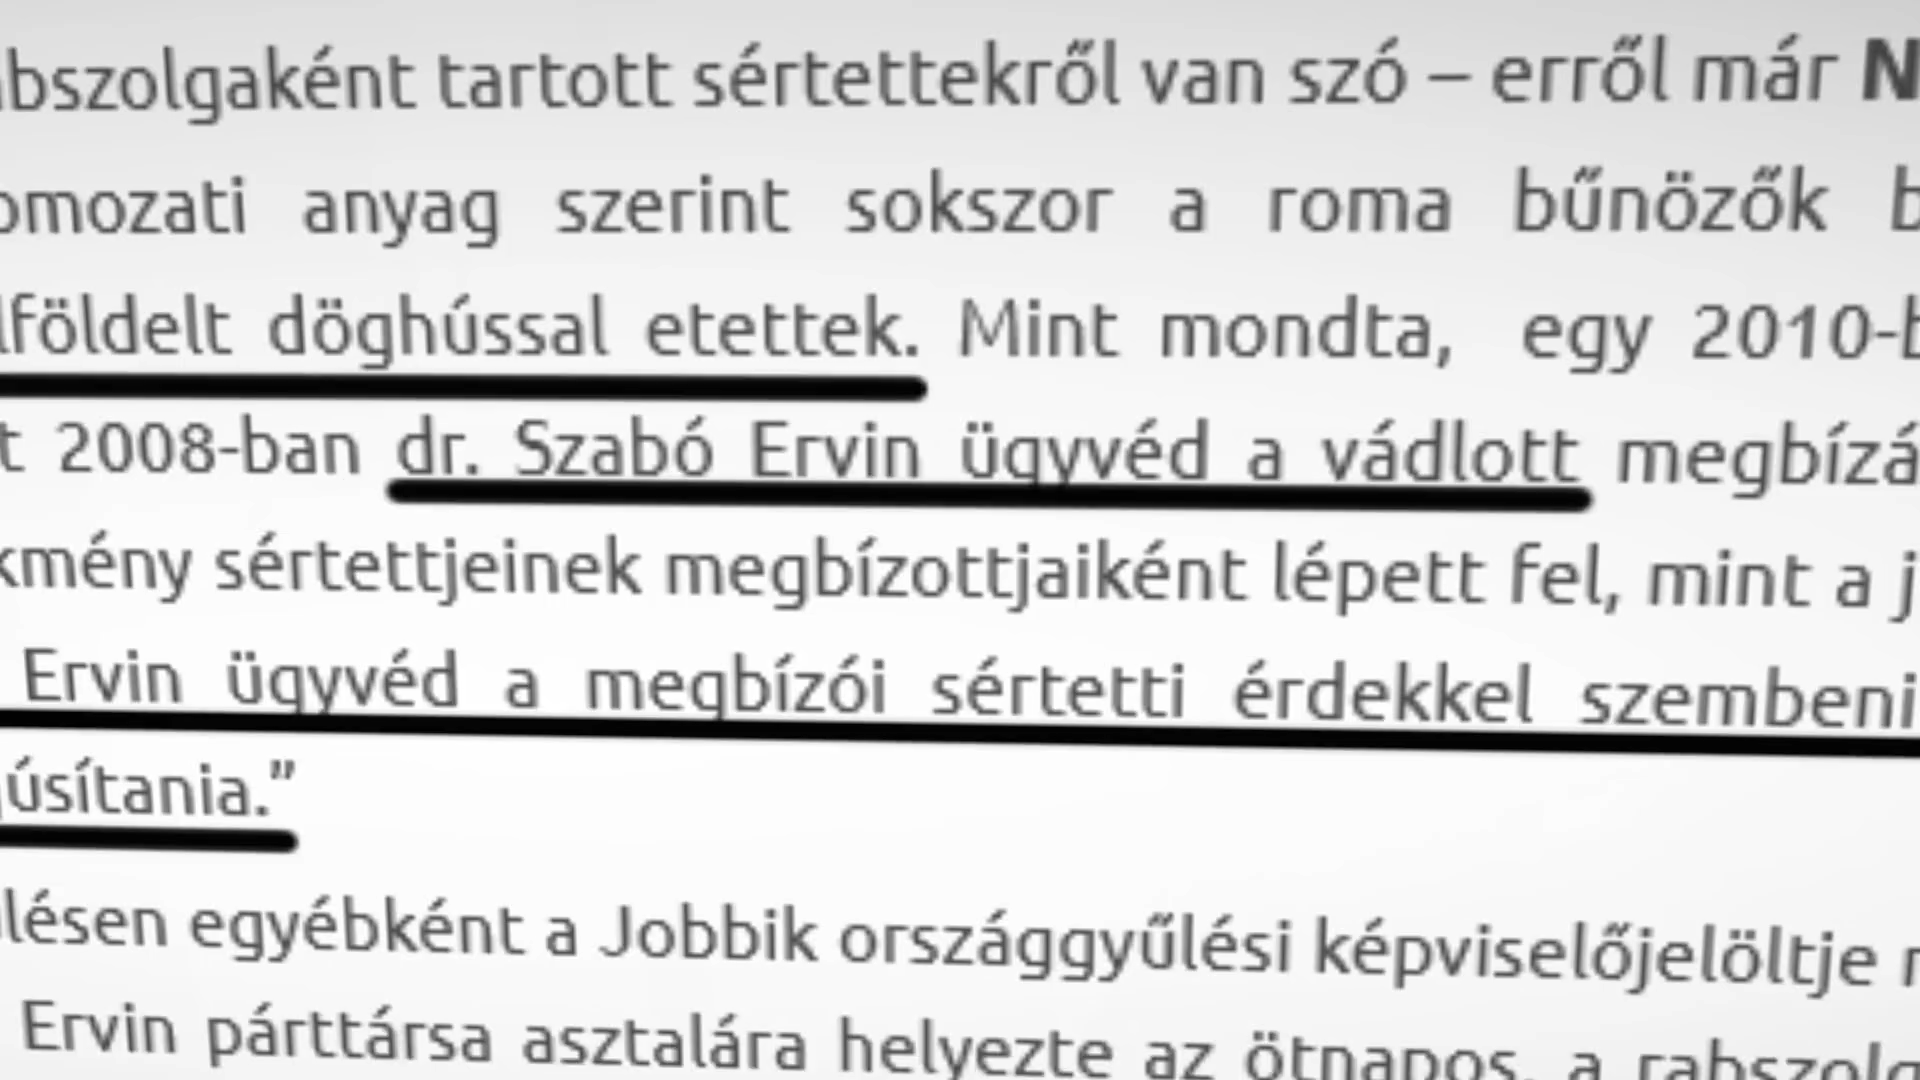 abszolgaként tartott sértettekről van szó – erről már N
omozati anyag szerint sokszor a roma bűnözők b
lföldelt döghússal etettek. Mint mondta, egy 2010-b
t 2008-ban dr. Szabó Ervin ügyvéd a vádlott megbízá
kmény sértettjeinek megbízottjaiként lépett fel, mint a j
Ervin ügyvéd a megbízói sértetti érdekkel szembeni
júsítania.”
lésen egyébként a Jobbik országgyűlési képviselőjelöltje
Ervin párttársa asztalára helyezte az ötnapos, a rabszolg